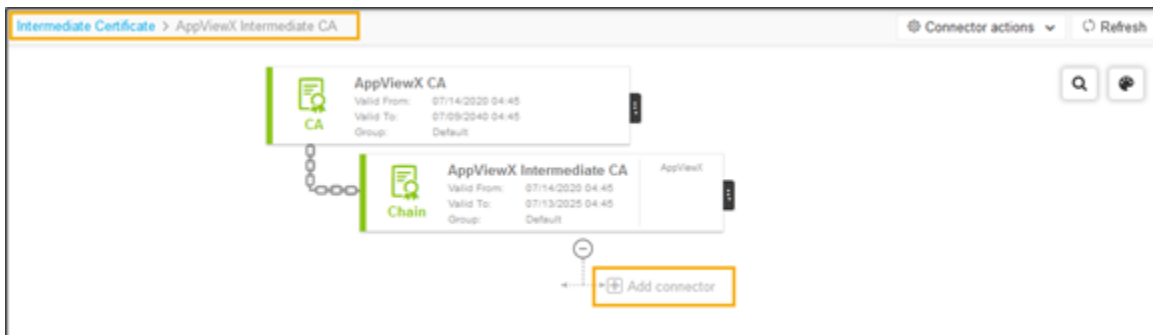 Intermediate Certificate > AppViewX Intermediate CA
Connector actions
Refresh
AppViewX CA
Valid From: 07/14/2020 04:45
Valid To: 07/09/2040 04:45
Group: Default
CA
AppViewX Intermediate CA
AppViewX
Valid From: 07/14/2020 04:45
Valid To: 07/13/2025 04:45
Group: Default
Chain
Add connector